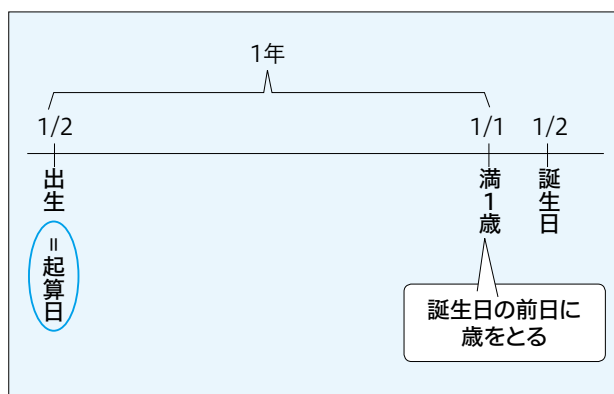 1年
1/2
1/1
1/2
出生
＝起算日
満1歳
誕生日
誕生日の前日に
歳をとる